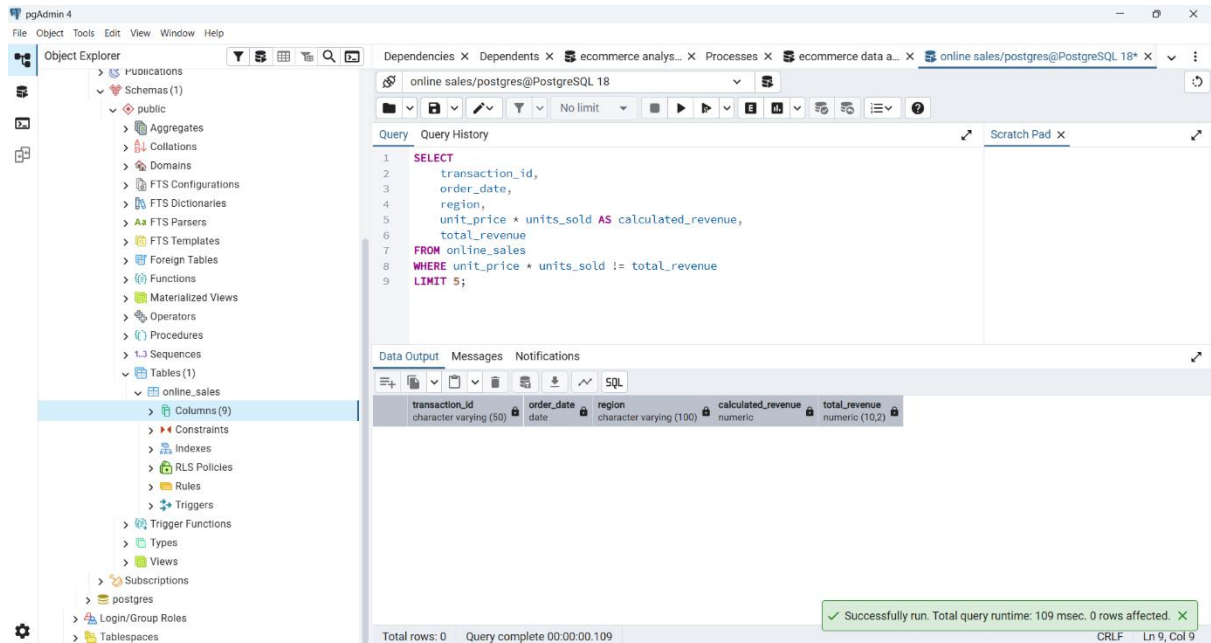 pgAdmin 4
File Object Tools Edit View Window Help
Object Explorer
Publications
Schemas (1)
public
Aggregates
Collations
Domains
FTS Configurations
FTS Dictionaries
Aa FTS Parsers
FTS Templates
Foreign Tables
Functions
Materialized Views
Operators
Procedures
1..3 Sequences
Tables (1)
online_sales
Columns (9)
Constraints
Indexes
RLS Policies
Rules
Triggers
Trigger Functions
Types
Views
Subscriptions
postgres
Login/Group Roles
Tablespaces
Dependencies X Dependents X ecommerce analys... X Processes X ecommerce data a... X online sales/postgres@PostgreSQL 18* X
online sales/postgres@PostgreSQL 18
No limit E
Query Query History
Scratch Pad X
1 SELECT
2 transaction_id,
3 order_date,
4 region,
5 unit_price * units_sold AS calculated_revenue,
6 total_revenue
7 FROM online_sales
8 WHERE unit_price * units_sold != total_revenue
9 LIMIT 5;
Data Output Messages Notifications
SQL
transaction_id order_date region calculated_revenue total_revenue
character varying (50) date character varying (100) numeric numeric (10,2)
Successfully run. Total query runtime: 109 msec. 0 rows affected. X
Total rows: 0 Query complete 00:00:00.109 CRLF Ln 9, Col 9